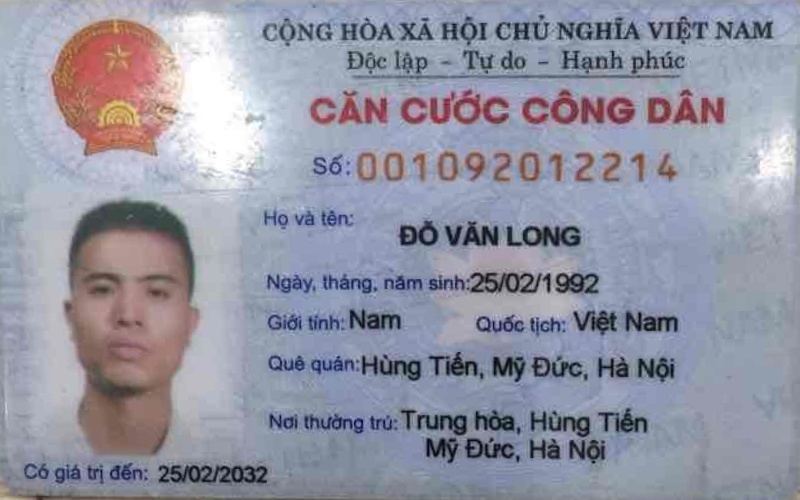 CỘNG HÒA XÃ HỘI CHỦ NGHĨA VIỆT NAM
Độc lập - Tự do - Hạnh phúc
CĂN CƯỚC CÔNG DÂN
Số: 001092012214
Họ và tên: ĐỖ VĂN LONG
Ngày, tháng, năm sinh: 25/02/1992
Giới tính: Nam Quốc tịch: Việt Nam
Quê quán: Hùng Tiến, Mỹ Đức, Hà Nội
Nơi thường trú: Trung hòa, Hùng Tiến
Mỹ Đức, Hà Nội
Có giá trị đến: 25/02/2032